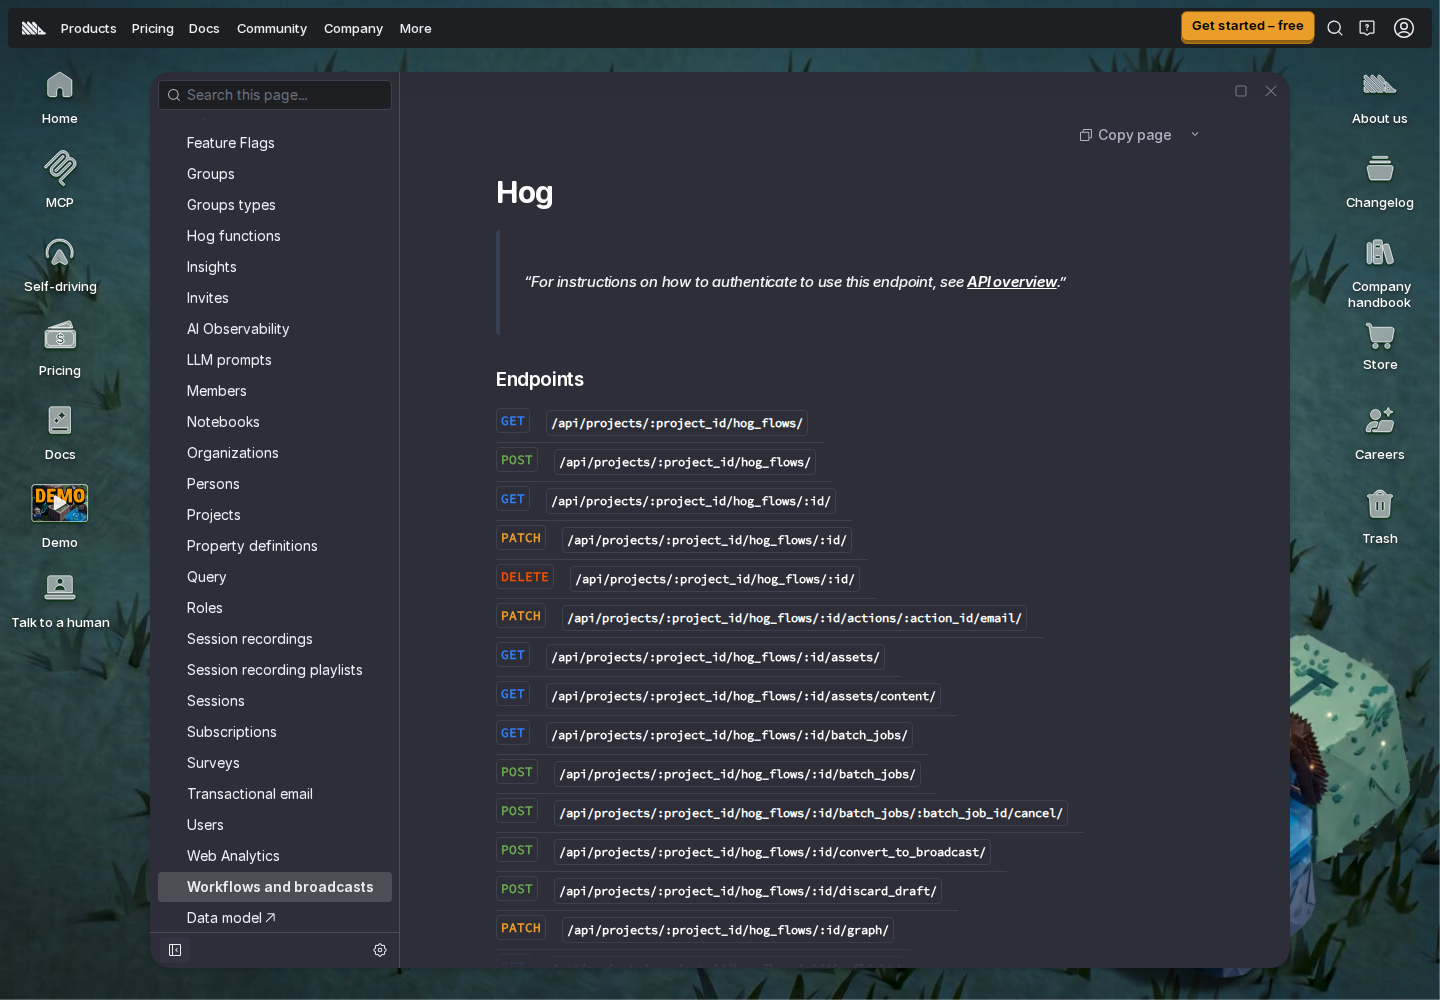 Products
Pricing
Docs
Community
Company
More
Get started – free
Home
MCP
Self-driving
Pricing
Docs
DEMO
Demo
Talk to a human
Search this page...
Feature Flags
Groups
Groups types
Hog functions
Insights
Invites
AI Observability
LLM prompts
Members
Notebooks
Organizations
Persons
Projects
Property definitions
Query
Roles
Session recordings
Session recording playlists
Sessions
Subscriptions
Surveys
Transactional email
Users
Web Analytics
Workflows and broadcasts
Data model
Copy page
Hog
“For instructions on how to authenticate to use this endpoint, see API overview.”
Endpoints
GET /api/projects/:project_id/hog_flows/
POST /api/projects/:project_id/hog_flows/
GET /api/projects/:project_id/hog_flows/:id/
PATCH /api/projects/:project_id/hog_flows/:id/
DELETE /api/projects/:project_id/hog_flows/:id/
PATCH /api/projects/:project_id/hog_flows/:id/actions/:action_id/email/
GET /api/projects/:project_id/hog_flows/:id/assets/
GET /api/projects/:project_id/hog_flows/:id/assets/content/
GET /api/projects/:project_id/hog_flows/:id/batch_jobs/
POST /api/projects/:project_id/hog_flows/:id/batch_jobs/
POST /api/projects/:project_id/hog_flows/:id/batch_jobs/:batch_job_id/cancel/
POST /api/projects/:project_id/hog_flows/:id/convert_to_broadcast/
POST /api/projects/:project_id/hog_flows/:id/discard_draft/
PATCH /api/projects/:project_id/hog_flows/:id/graph/
About us
Changelog
Company
handbook
Store
Careers
Trash